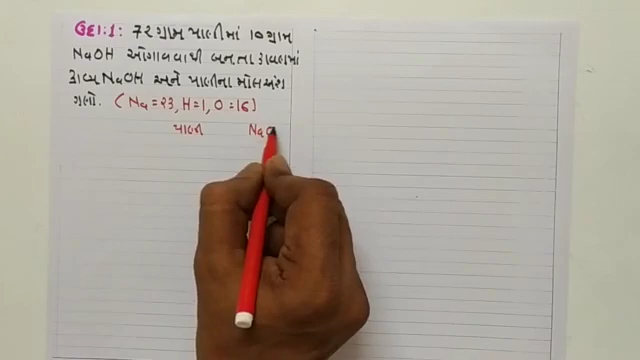 ઉદા:1: 72 ગ્રામ પાણીમાં 10 ગ્રામ
NaOH ઓગાળવાથી બનતા દ્રાવણમાં
દ્રાવ્ય NaOH અને પાણીના મોલઅંશ
ગણો. (Na = 23, H = 1, O = 16)
પાણી NaO